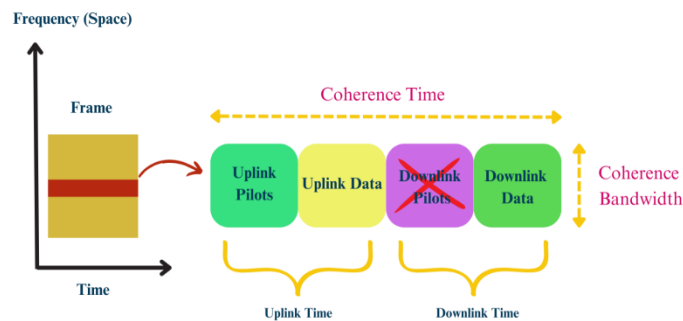 Frequency (Space)
Frame
Time
Coherence Time
Uplink
Pilots
Uplink Data
Downlink
Pilots
Downlink
Data
Coherence
Bandwidth
Uplink Time
Downlink Time